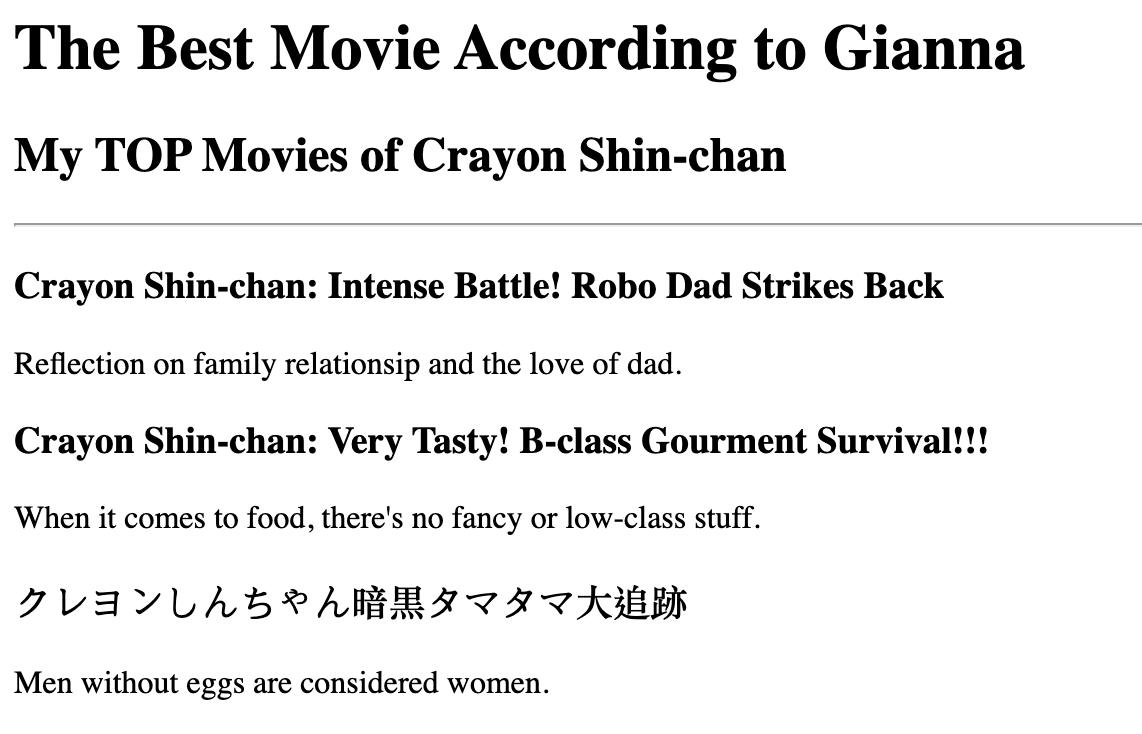 The Best Movie According to Gianna
My TOP Movies of Crayon Shin-chan
Crayon Shin-chan: Intense Battle! Robo Dad Strikes Back
Reflection on family relationsip and the love of dad.
Crayon Shin-chan: Very Tasty! B-class Gourment Survival!!!
When it comes to food, there's no fancy or low-class stuff.
クレヨンしんちゃん暗黒タマタマ大追跡
Men without eggs are considered women.